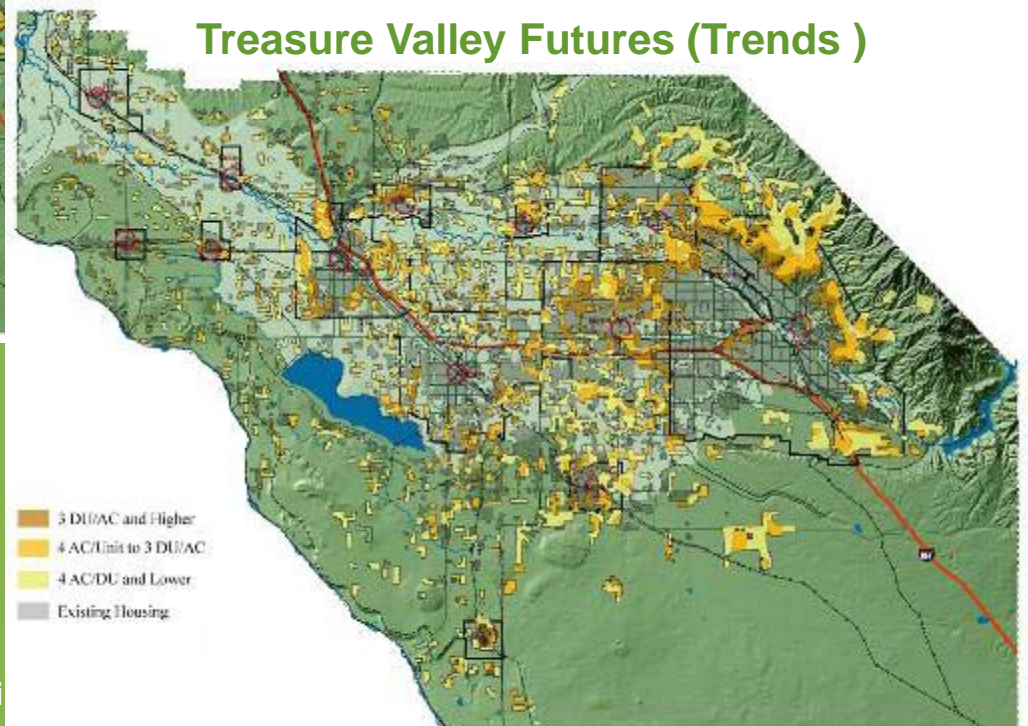 Treasure Valley Futures (Trends )
3 DU/AC and Higher
4 AC/Unit to 3 DU/AC
4 AC/DU and Lower
Existing Housing